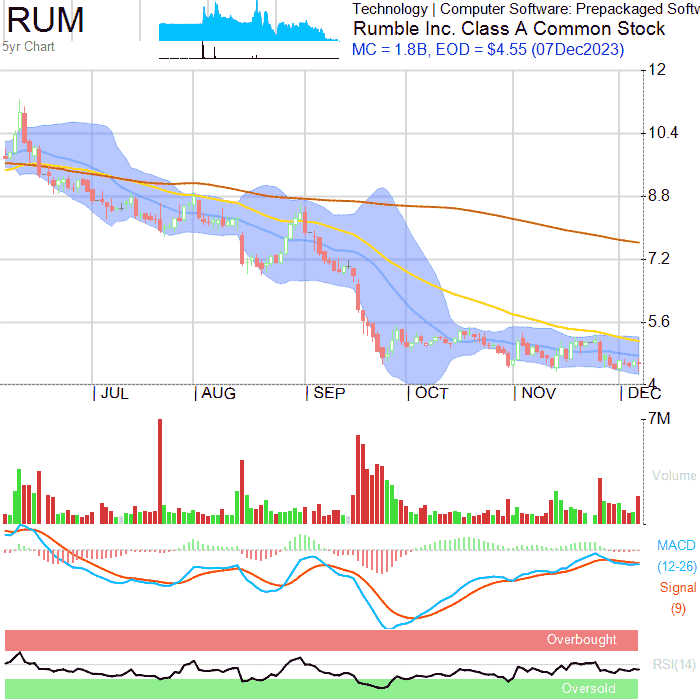 RUM
5yr Chart
Technology | Computer Software: Prepackaged Softw
Rumble Inc. Class A Common Stock
MC = 1.8B, EOD = $4.55 (07Dec2023)
12
10.4
8.8
7.2
5.6
4
JUL AUG SEP OCT NOV DEC
7M
Volume
MACD
(12-26)
Signal
(9)
Overbought
RSI(14)
Oversold